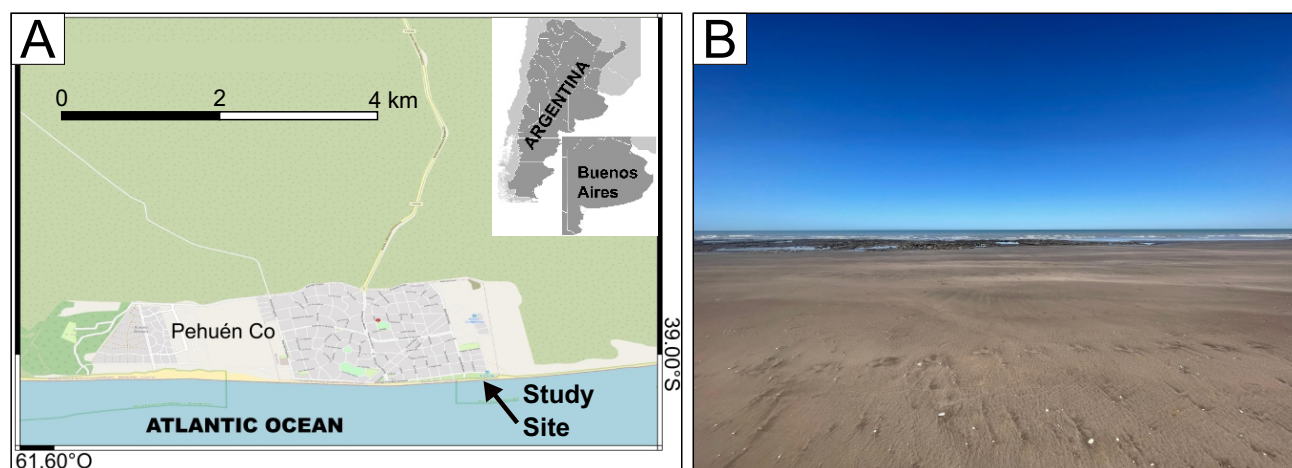 A
0 2 4 km
ARGENTINA
Buenos
Aires
Pehuén Co
39.00°S
Study
Site
ATLANTIC OCEAN
61.60°O
B